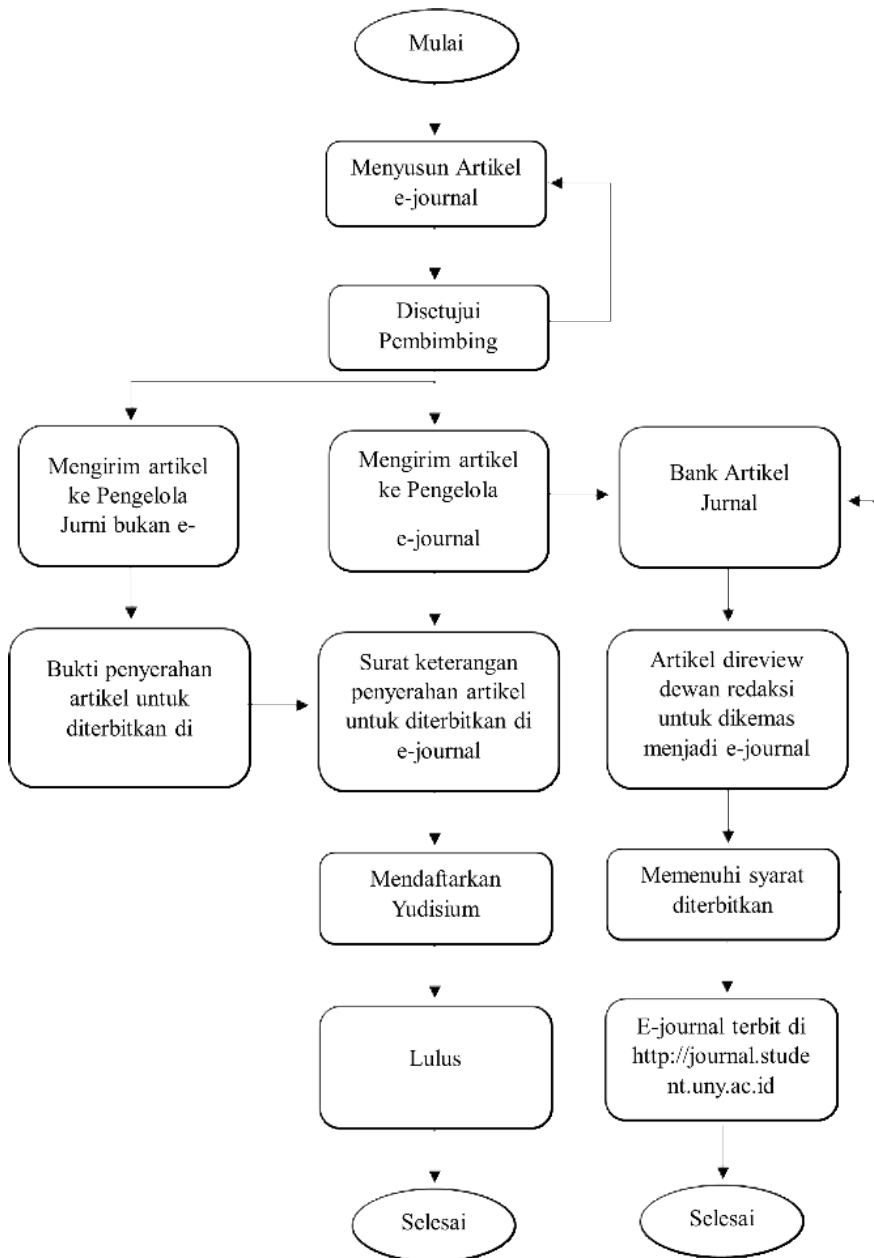 Mulai
Menyusun Artikel
e-journal
Disetujui
Pembimbing
Mengirim artikel
ke Pengelola
Jurni bukan e-
Mengirim artikel
ke Pengelola
e-journal
Bank Artikel
Jurnal
Bukti penyerahan
artikel untuk
diterbitkan di
Surat keterangan
penyerahan artikel
untuk diterbitkan di
e-journal
Artikel direview
dewan redaksi
untuk dikemas
menjadi e-journal
Mendaftarkan
Yudisium
Memenuhi syarat
diterbitkan
Lulus
E-journal terbit di
http://journal.stude
nt.uny.ac.id
Selesai
Selesai